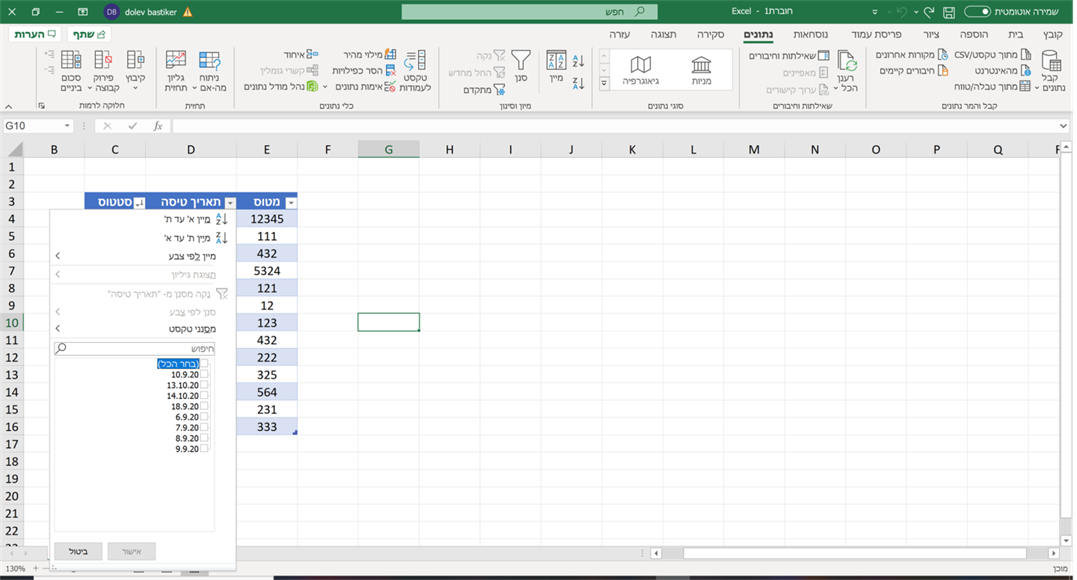 שמירה אוטומטית
חוברת1 - Excel
חפש
dolev bastiker
DB
קובץ
בית
הוספה
ציור
פריסת עמוד
נוסחאות
נתונים
סקירה
תצוגה
עזרה
שתף
הערות
קבל נתונים
מתוך טקסט/CSV
מהאינטרנט
מתוך טבלה/טווח
מקורות אחרונים
חיבורים קיימים
קבל והמר נתונים
רענן הכל
שאילתות וחיבורים
מאפיינים
ערוך קישורים
שאילתות וחיבורים
מניות
גיאוגרפיה
סוגי נתונים
מיין
סנן
נקה
החל מחדש
מתקדם
מיון וסינון
טקסט לעמודות
מילוי מהיר
הסר כפילויות
אימות נתונים
איחוד
קשרי גומלין
נהל מודל נתונים
כלי נתונים
ניתוח מה-אם
גליון תחזית
תחזית
קיבוץ
פירוק קבוצה
סכום ביניים
חלוקה לרמות
G10
fx
B C D E F G H I J K L M N O P Q
1
2
3 סטטוס תאריך טיסה מטוס
4 12345
5 111
6 432
7 5324
8 121
9 12
10 123
11 432
12 222
13 325
14 564
15 231
16 333
17
18
19
20
21
22
מיין א' עד ת'
מיין ת' עד א'
מיין לפי צבע
תצוגת גיליון
נקה מסנן מ- "תאריך טיסה"
סנן לפי צבע
מסנני טקסט
חיפוש
(בחר הכל)
10.9.20
13.10.20
14.10.20
18.9.20
6.9.20
7.9.20
8.9.20
9.9.20
אישור
ביטול
מוכן
130%